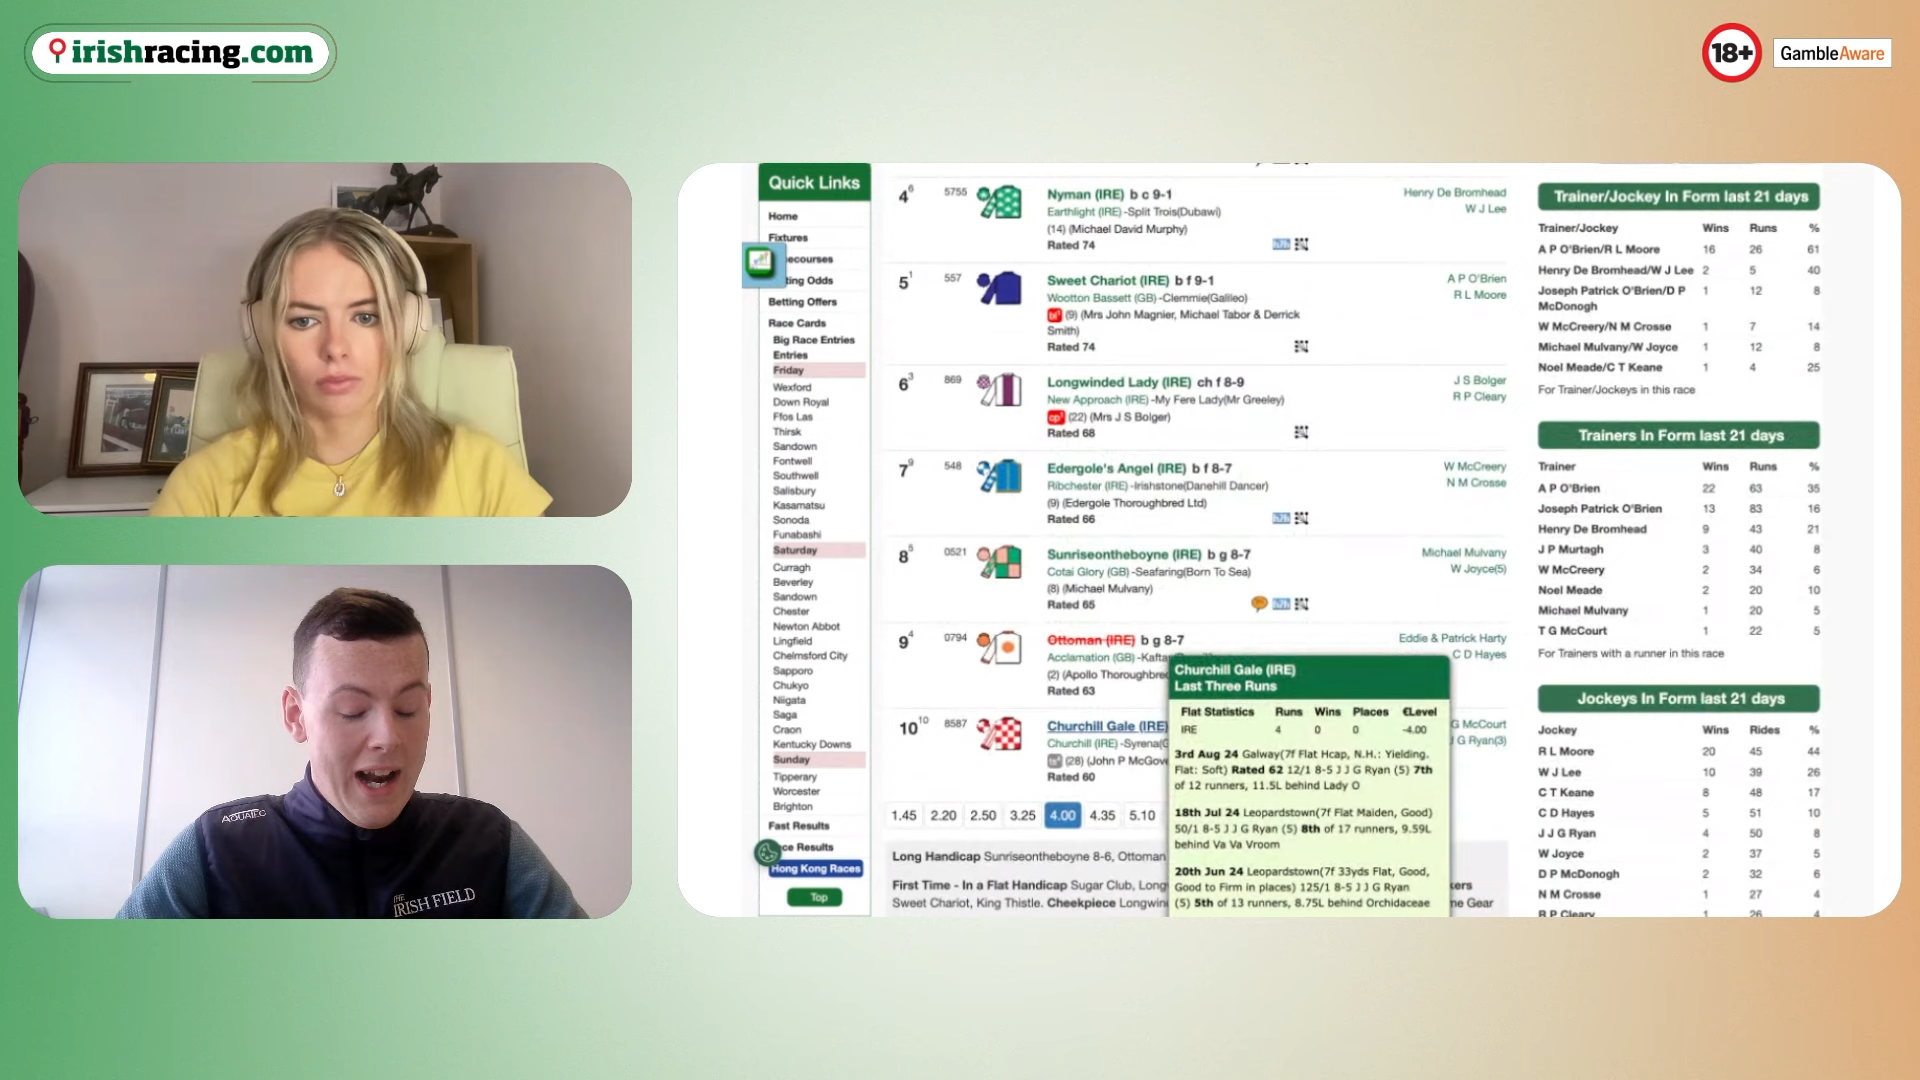 irishracing.com
18+
GambleAware
AQUAIEC
THE
IRISH FIELD
Quick Links
Home
Fixtures
ecourses
ting Odds
Betting Offers
Race Cards
Big Race Entries
Entries
Friday
Wexford
Down Royal
Ffos Las
Thirsk
Sandown
Fontwell
Southwell
Salisbury
Kasamatsu
Sonoda
Funabashi
Saturday
Curragh
Beverley
Sandown
Chester
Newton Abbot
Lingfield
Chelmsford City
Sapporo
Chukyo
Niigata
Saga
Craon
Kentucky Downs
Sunday
Tipperary
Worcester
Brighton
Fast Results
ce Results
Hong Kong Races
Top
4 6 5755 Nyman (IRE) b c 9-1 Henry De Bromhead
Earthlight (IRE) -Split Trois(Dubawi) W J Lee
(14) (Michael David Murphy)
Rated 74
5 1 557 Sweet Chariot (IRE) b f 9-1 A P O'Brien
Wootton Bassett (GB) -Clemmie(Galileo) R L Moore
(9) (Mrs John Magnier, Michael Tabor & Derrick
Smith)
Rated 74
6 3 869 Longwinded Lady (IRE) ch f 8-9 J S Bolger
New Approach (IRE) -My Fere Lady(Mr Greeley) R P Cleary
cp1 (22) (Mrs J S Bolger)
Rated 68
7 9 548 Edergole's Angel (IRE) b f 8-7 W McCreery
Ribchester (IRE) -Irishstone(Danehill Dancer) N M Crosse
(9) (Edergole Thoroughbred Ltd)
Rated 66
8 5 0521 Sunriseontheboyne (IRE) b g 8-7 Michael Mulvany
Cotai Glory (GB) -Seafaring(Born To Sea) W Joyce(5)
(8) (Michael Mulvany)
Rated 65
9 4 0794 Ottoman (IRE) b g 8-7 Eddie & Patrick Harty
Acclamation (GB) -Kafta C D Hayes
(2) (Apollo Thoroughbre
Rated 63
10 10 8587 Churchill Gale (IRE) G McCourt
Churchill (IRE) -Syrena(G J G Ryan(3)
(28) (John P McGove
Rated 60
Churchill Gale (IRE)
Last Three Runs
Flat Statistics Runs Wins Places €Level
IRE 4 0 0 -4.00
3rd Aug 24 Galway(7f Flat Hcap, N.H.: Yielding.
Flat: Soft) Rated 62 12/1 8-5 J J G Ryan (5) 7th
of 12 runners, 11.5L behind Lady O
18th Jul 24 Leopardstown(7f Flat Maiden, Good)
50/1 8-5 J J G Ryan (5) 8th of 17 runners, 9.59L
behind Va Va Vroom
20th Jun 24 Leopardstown(7f 33yds Flat, Good,
Good to Firm in places) 125/1 8-5 J J G Ryan
(5) 5th of 13 runners, 8.75L behind Orchidaceae
1.45 2.20 2.50 3.25 4.00 4.35 5.10
Long Handicap Sunriseontheboyne 8-6, Ottoman
First Time - In a Flat Handicap Sugar Club, Long kers
Sweet Chariot, King Thistle. Cheekpiece Longwin ne Gear
Trainer/Jockey In Form last 21 days
Trainer/Jockey Wins Runs %
A P O'Brien/R L Moore 16 26 61
Henry De Bromhead/W J Lee 2 5 40
Joseph Patrick O'Brien/D P 1 12 8
McDonogh
W McCreery/N M Crosse 1 7 14
Michael Mulvany/W Joyce 1 12 8
Noel Meade/C T Keane 1 4 25
For Trainer/Jockeys in this race
Trainers In Form last 21 days
Trainer Wins Runs %
A P O'Brien 22 63 35
Joseph Patrick O'Brien 13 83 16
Henry De Bromhead 9 43 21
J P Murtagh 3 40 8
W McCreery 2 34 6
Noel Meade 2 20 10
Michael Mulvany 1 20 5
T G McCourt 1 22 5
For Trainers with a runner in this race
Jockeys In Form last 21 days
Jockey Wins Rides %
R L Moore 20 45 44
W J Lee 10 39 26
C T Keane 8 48 17
C D Hayes 5 51 10
J J G Ryan 4 50 8
W Joyce 2 37 5
D P McDonogh 2 32 6
N M Crosse 1 27 4
R P Cleary 1 26 4